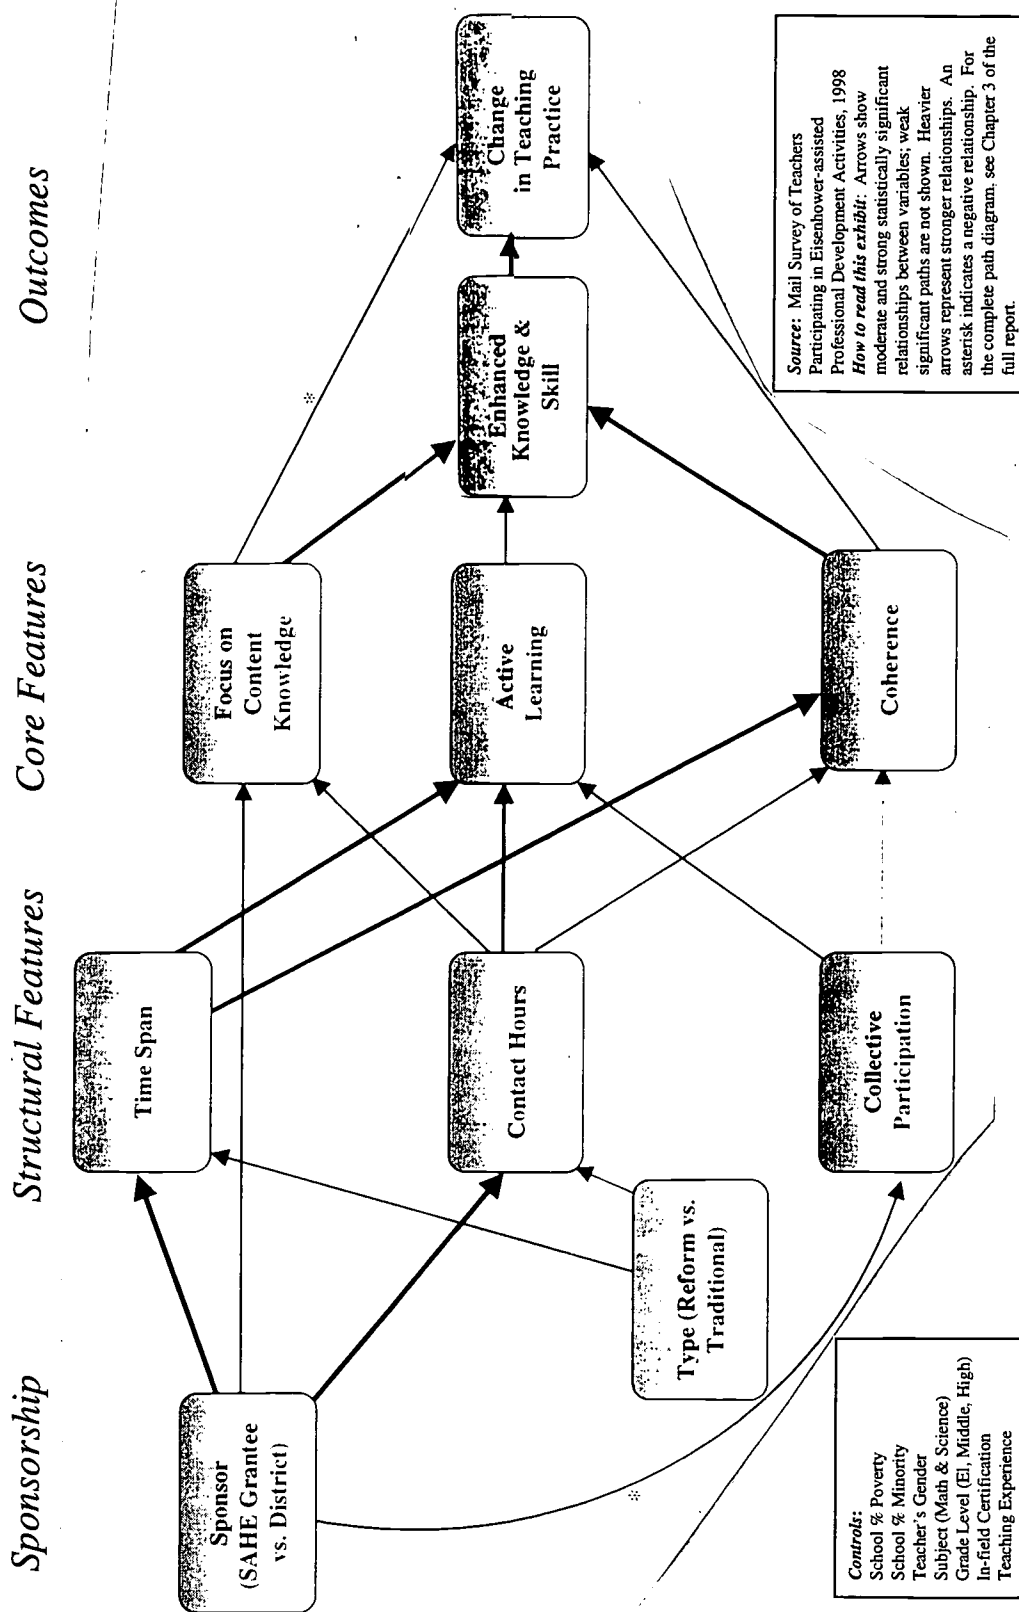 Sponsorship
Structural Features
Core Features
Outcomes
Sponsor
(SAHE Grantee
vs. District)
Type (Reform vs.
Traditional)
Time Span
Contact Hours
Collective
Participation
Focus on
Content
Knowledge
Active
Learning
Coherence
Enhanced
Knowledge &
Skill
Change
in Teaching
Practice
*
*
Controls:
School % Poverty
School % Minority
Teacher's Gender
Subject (Math & Science)
Grade Level (El, Middle, High)
In-field Certification
Teaching Experience
Source: Mail Survey of Teachers
Participating in Eisenhower-assisted
Professional Development Activities, 1998
How to read this exhibit: Arrows show
moderate and strong statistically significant
relationships between variables; weak
significant paths are not shown. Heavier
arrows represent stronger relationships. An
asterisk indicates a negative relationship. For
the complete path diagram, see Chapter 3 of the
full report.